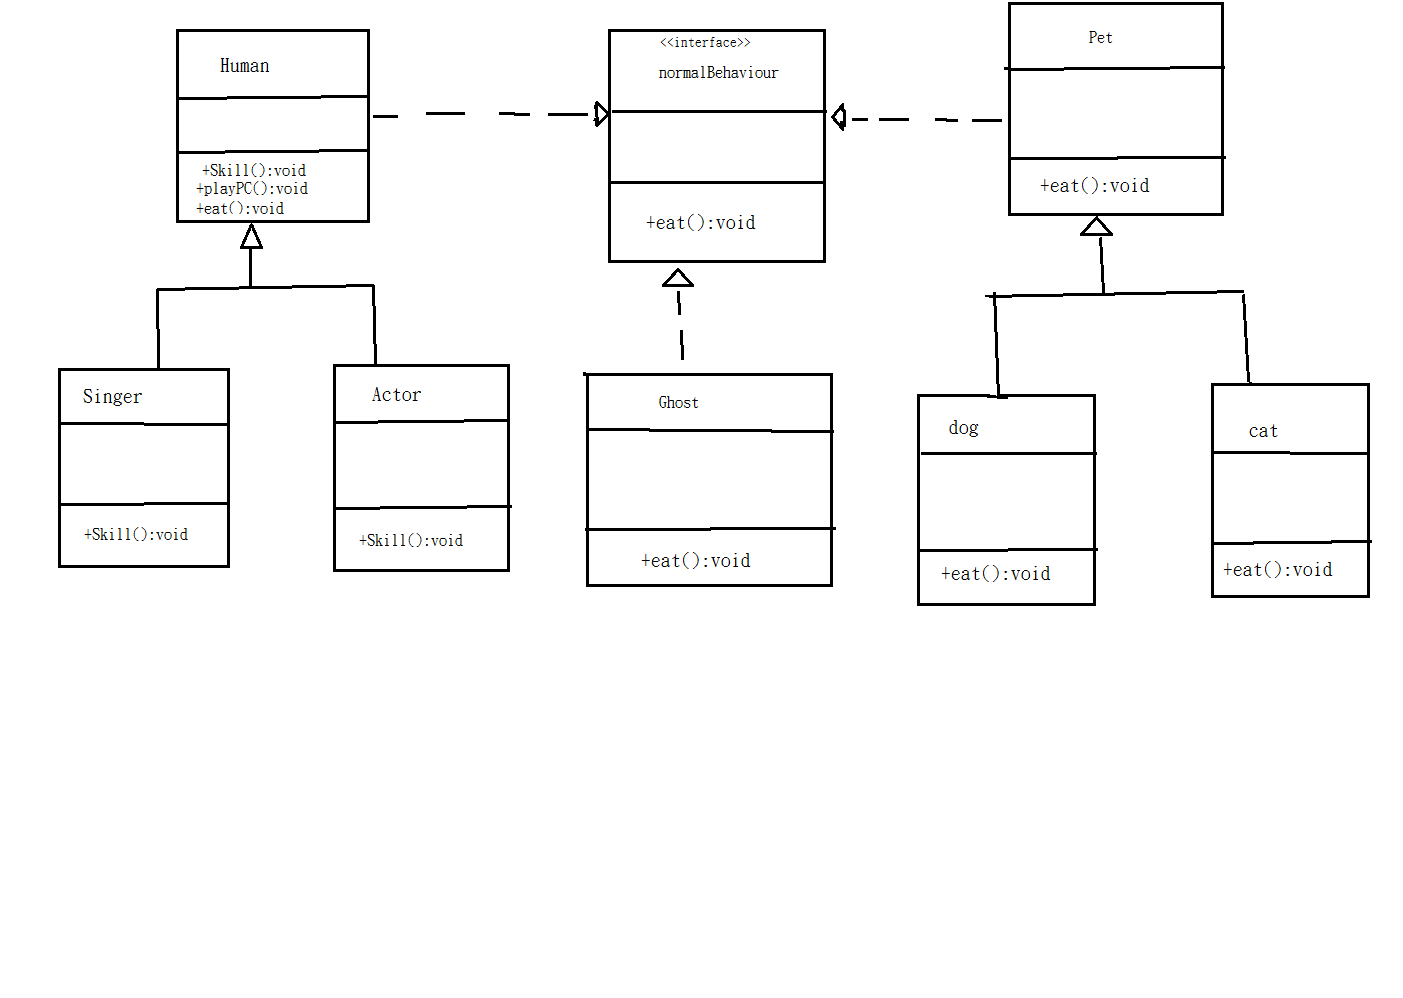 Human
+Skill():void
+playPC():void
+eat():void
<<interface>>
normalBehaviour
+eat():void
Pet
+eat():void
Singer
+Skill():void
Actor
+Skill():void
Ghost
+eat():void
dog
+eat():void
cat
+eat():void